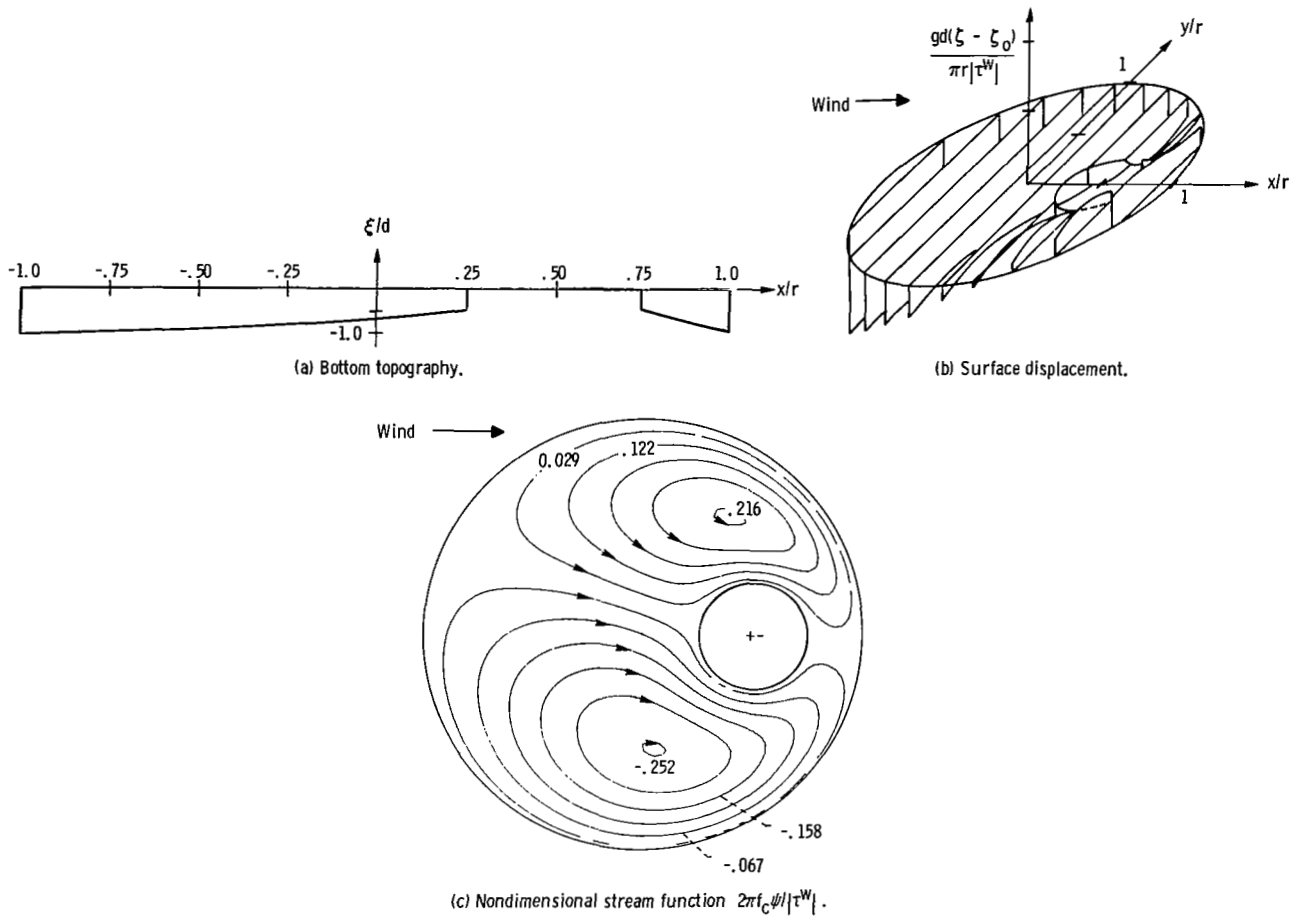 ξ/d
-1.0 -.75 -.50 -.25 .25 .50 .75 1.0 x/r
-1.0
(a) Bottom topography.
gd(ζ - ζ₀)
πr|τᵂ|
y/r
1
Wind
x/r
1
(b) Surface displacement.
Wind
0.029
.122
.216
+-
-.252
-.158
-.067
(c) Nondimensional stream function 2πf_cψ/|τᵂ|.